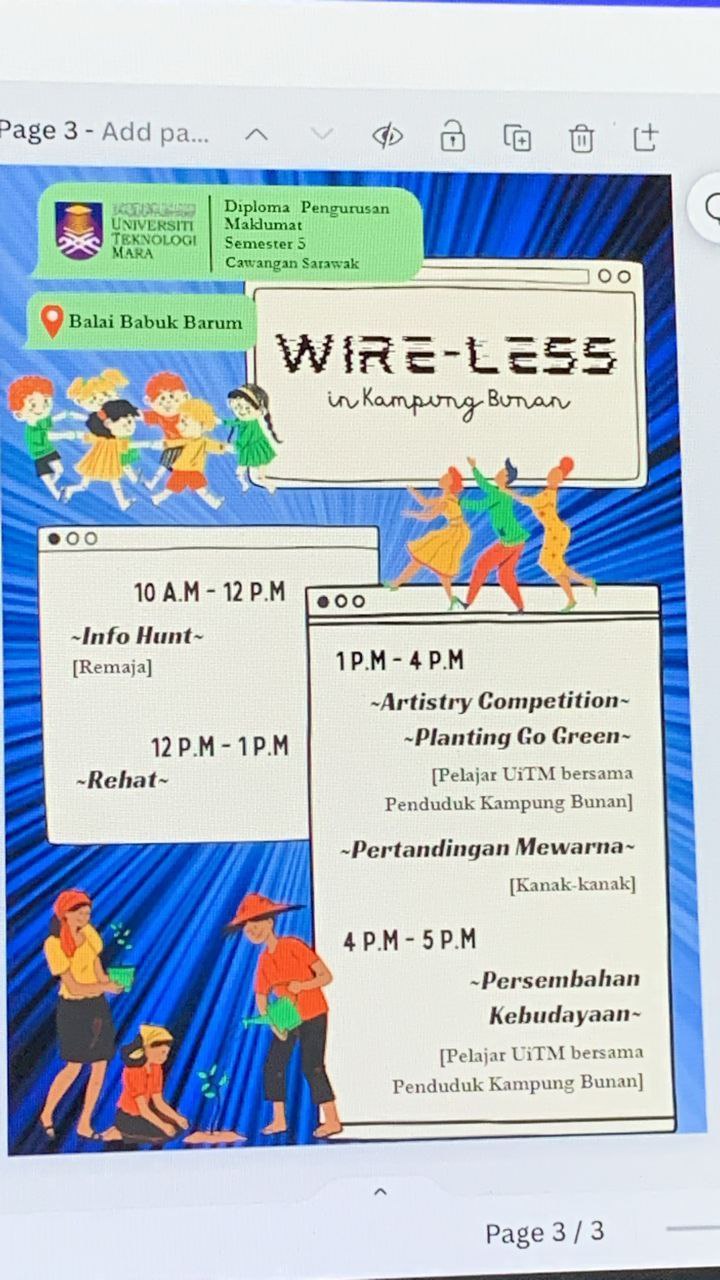 Page 3 - Add pa...
UNIVERSITI
TEKNOLOGI
MARA
Diploma Pengurusan
Maklumat
Semester 5
Cawangan Sarawak
Balai Babuk Barum
WIRE-LESS
in Kampung Bunan
10 A.M - 12 P.M
~Info Hunt~
[Remaja]
12 P.M - 1 P.M
~Rehat~
1 P.M - 4 P.M
~Artistry Competition~
~Planting Go Green~
[Pelajar UiTM bersama
Penduduk Kampung Bunan]
~Pertandingan Mewarna~
[Kanak-kanak]
4 P.M - 5 P.M
~Persembahan
Kebudayaan~
[Pelajar UiTM bersama
Penduduk Kampung Bunan]
Page 3 / 3